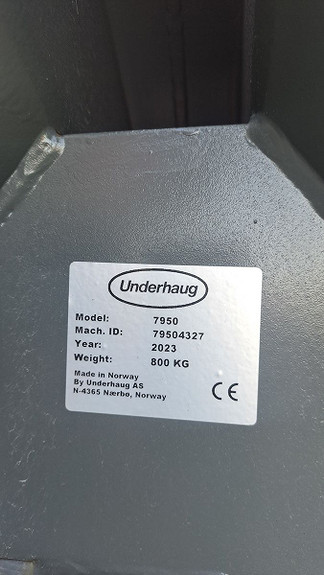 Underhaug
Model: 7950
Mach. ID: 79504327
Year: 2023
Weight: 800 KG
Made in Norway
By Underhaug AS
N-4365 Nærbø, Norway
CE